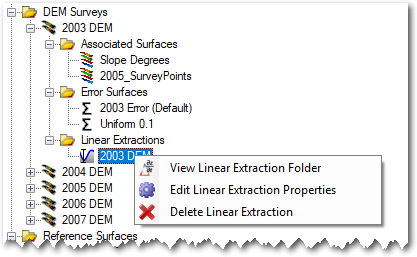 DEM Surveys
2003 DEM
Associated Surfaces
Slope Degrees
2005_SurveyPoints
Error Surfaces
2003 Error (Default)
Uniform 0.1
Linear Extractions
2003 DEM
View Linear Extraction Folder
Edit Linear Extraction Properties
Delete Linear Extraction
2004 DEM
2005 DEM
2006 DEM
2007 DEM
Reference Surfaces